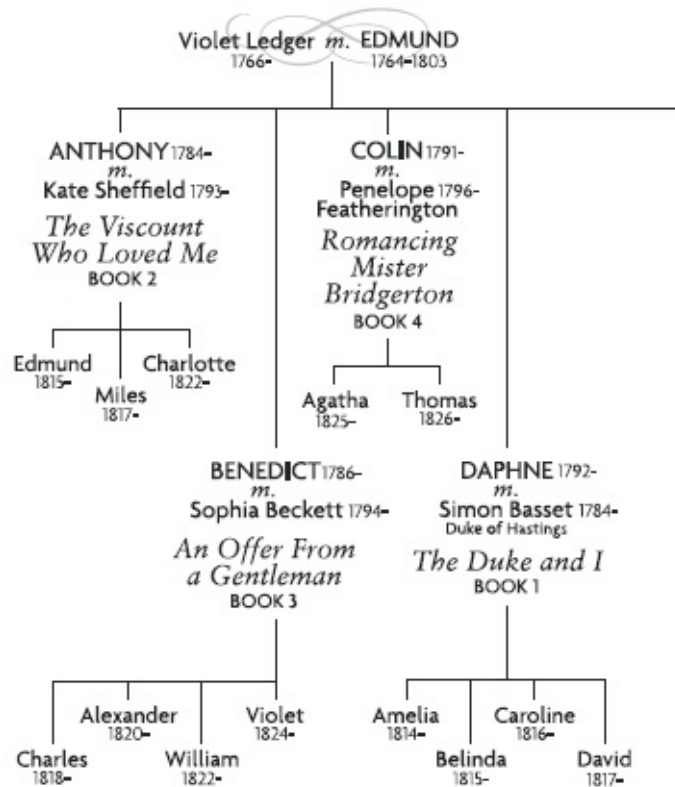 Violet Ledger m. EDMUND
1766- 1764-1803
ANTHONY 1784-
m.
Kate Sheffield 1793-
The Viscount
Who Loved Me
BOOK 2
Edmund
1815-
Miles
1817-
Charlotte
1822-
COLIN 1791-
m.
Penelope 1796-
Featherington
Romancing
Mister
Bridgerton
BOOK 4
Agatha
1825-
Thomas
1826-
BENEDICT 1786-
m.
Sophia Beckett 1794-
An Offer From
a Gentleman
BOOK 3
Charles
1818-
Alexander
1820-
William
1822-
Violet
1824-
DAPHNE 1792-
m.
Simon Basset 1784-
Duke of Hastings
The Duke and I
BOOK 1
Amelia
1814-
Belinda
1815-
Caroline
1816-
David
1817-